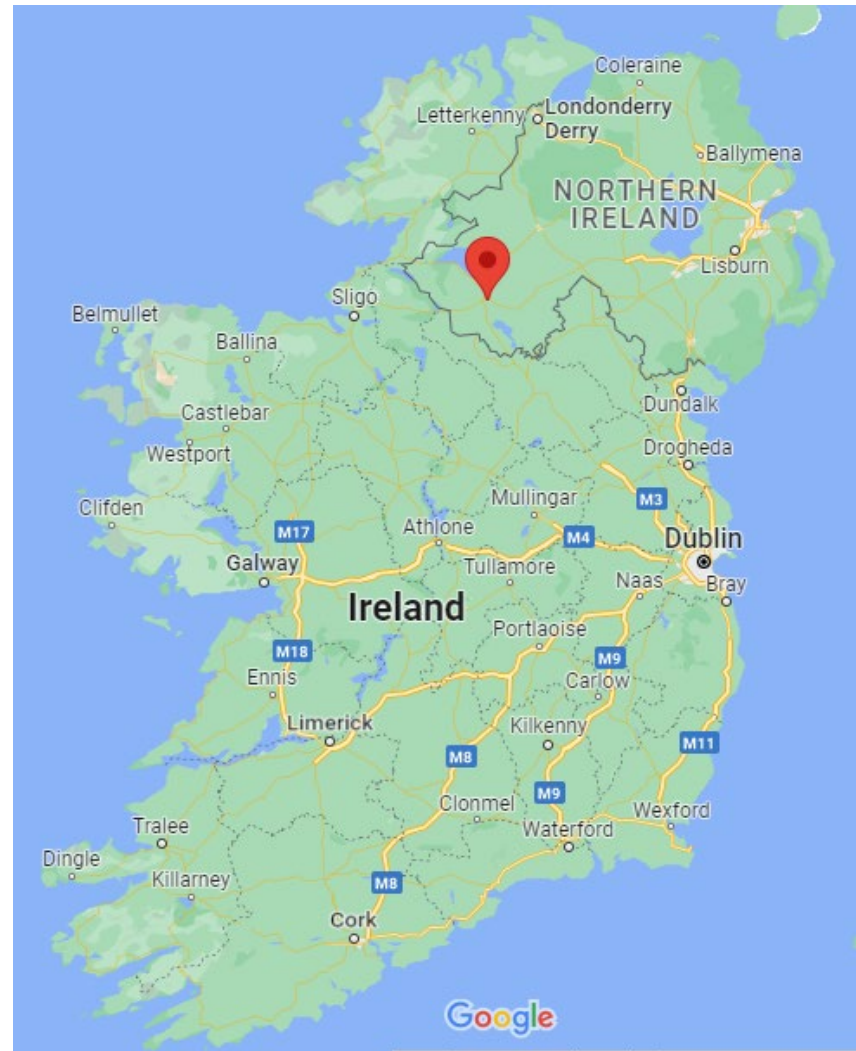 Coleraine
Letterkenny
Londonderry
Derry
Ballymena
NORTHERN
IRELAND
Lisburn
Sligo
Belmullet
Ballina
Castlebar
Westport
Dundalk
Drogheda
Clifden
Mullingar
M3
M17
Athlone
M4
Dublin
Galway
Tullamore
Naas
Bray
Ireland
Portlaoise
M18
M9
Ennis
Carlow
Limerick
Kilkenny
M11
M8
M9
Clonmel
Wexford
Tralee
Waterford
Dingle
Killarney
M8
Cork
Google